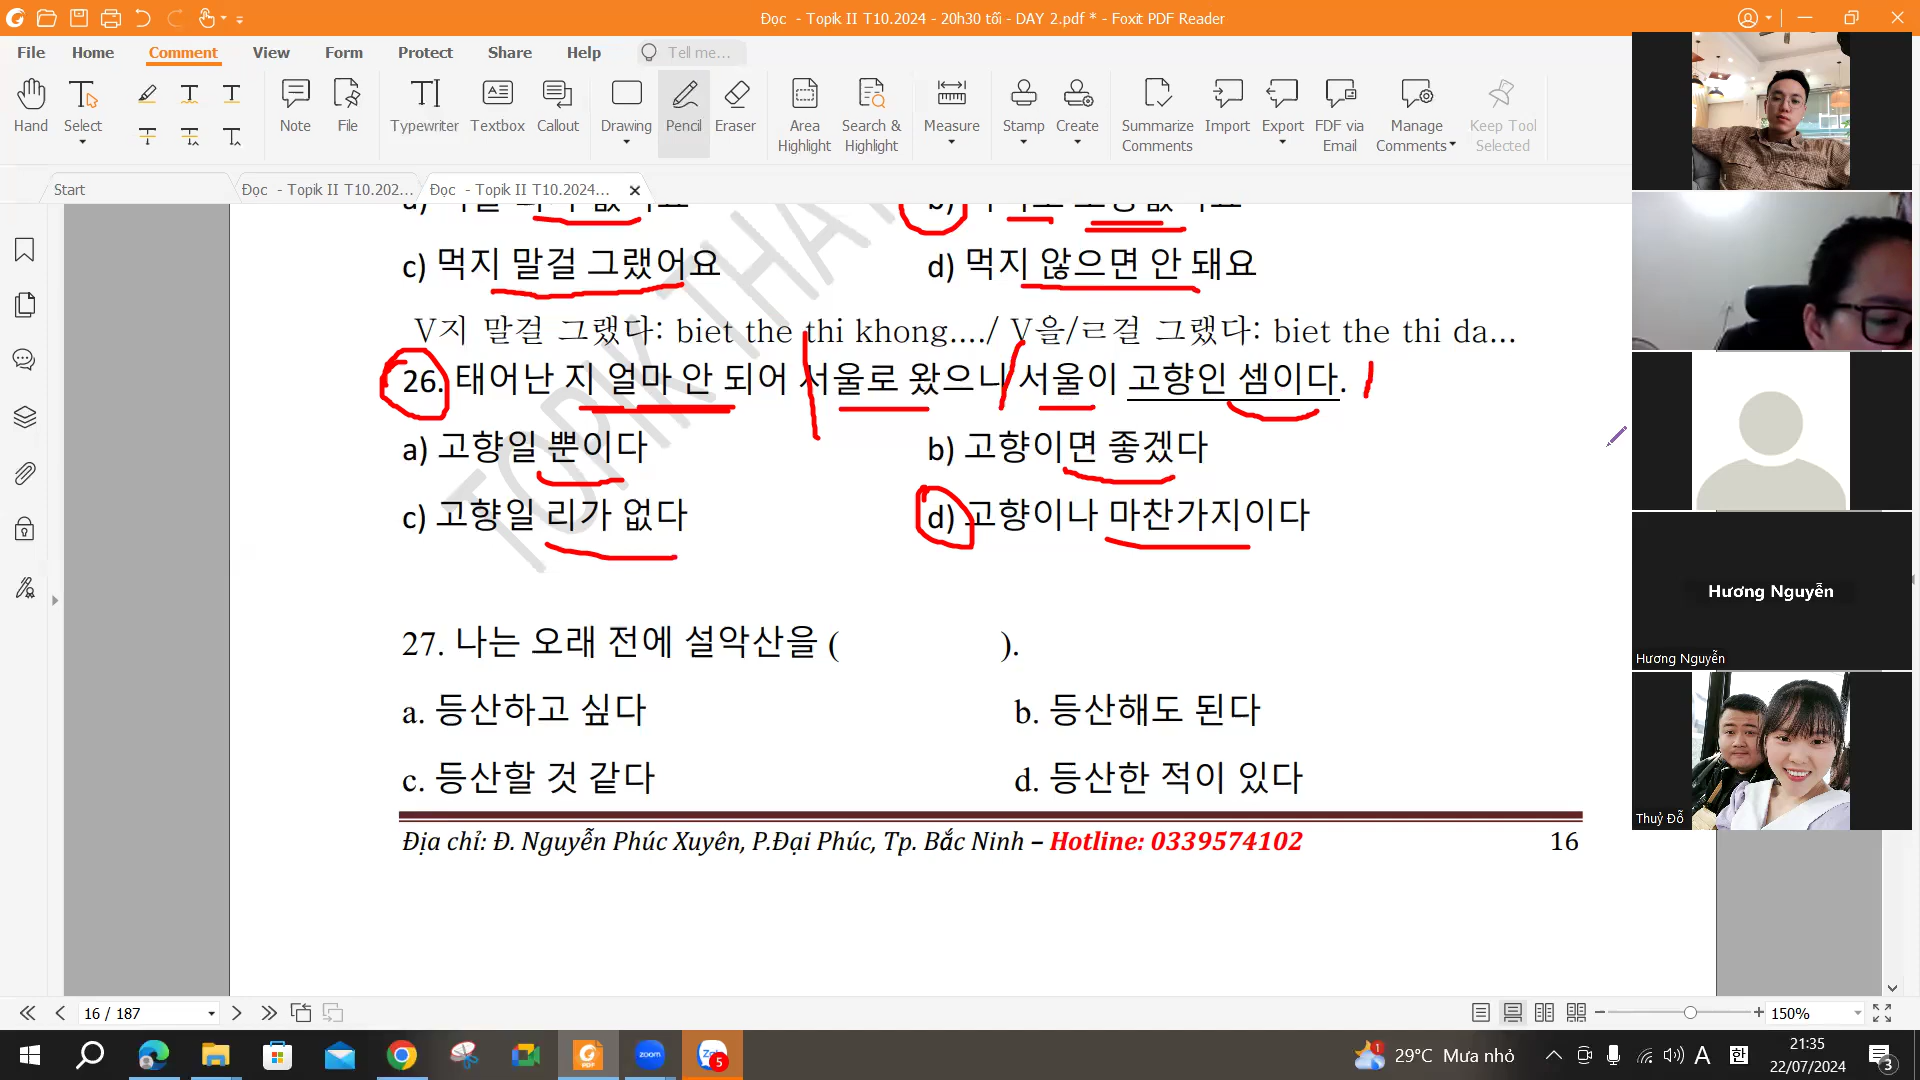 Đọc - Topik II T10.2024 - 20h30 tối - DAY 2.pdf * - Foxit PDF Reader
File Home Comment View Form Protect Share Help Tell me...
Hand Select Note File Typewriter Textbox Callout Drawing Pencil Eraser Area Highlight Search & Highlight Measure Stamp Create Summarize Comments Import Export FDF via Email Manage Comments Keep Tool Selected
Start Đọc - Topik II T10.202... Đọc - Topik II T10.2024...
c) 먹지 말걸 그랬어요 d) 먹지 않으면 안 돼요
V지 말걸 그랬다: biet the thi khong..../ V을/ㄹ걸 그랬다: biet the thi da...
26. 태어난 지 얼마 안 되어 서울로 왔으니 서울이 고향인 셈이다.
a) 고향일 뿐이다 b) 고향이면 좋겠다
c) 고향일 리가 없다 d) 고향이나 마찬가지이다
27. 나는 오래 전에 설악산을 ( ).
a. 등산하고 싶다 b. 등산해도 된다
c. 등산할 것 같다 d. 등산한 적이 있다
Địa chỉ: Đ. Nguyễn Phúc Xuyên, P.Đại Phúc, Tp. Bắc Ninh – Hotline: 0339574102 16
TOPIK THA
Hương Nguyễn
Hương Nguyễn
Thuỷ Đỗ
16 / 187 150%
zoom 5 1 29°C Mưa nhỏ A 한 21:35
22/07/2024 3